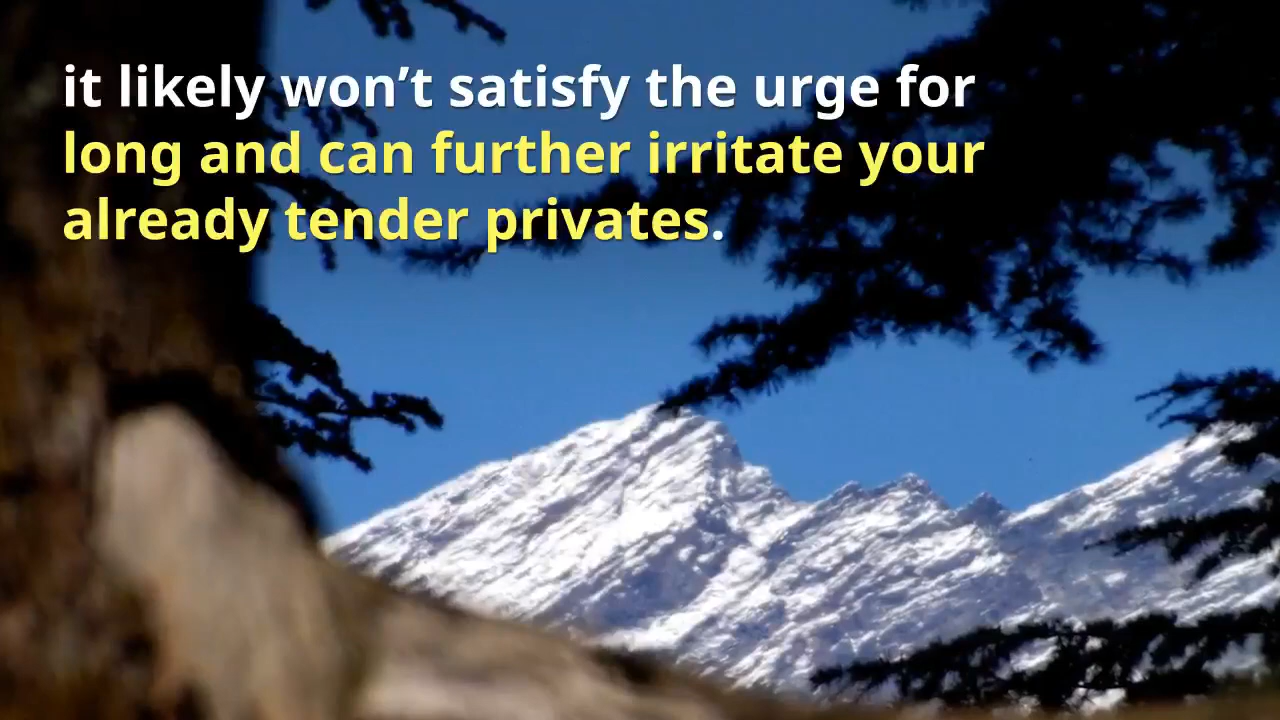 it likely won’t satisfy the urge for
long and can further irritate your
already tender privates.